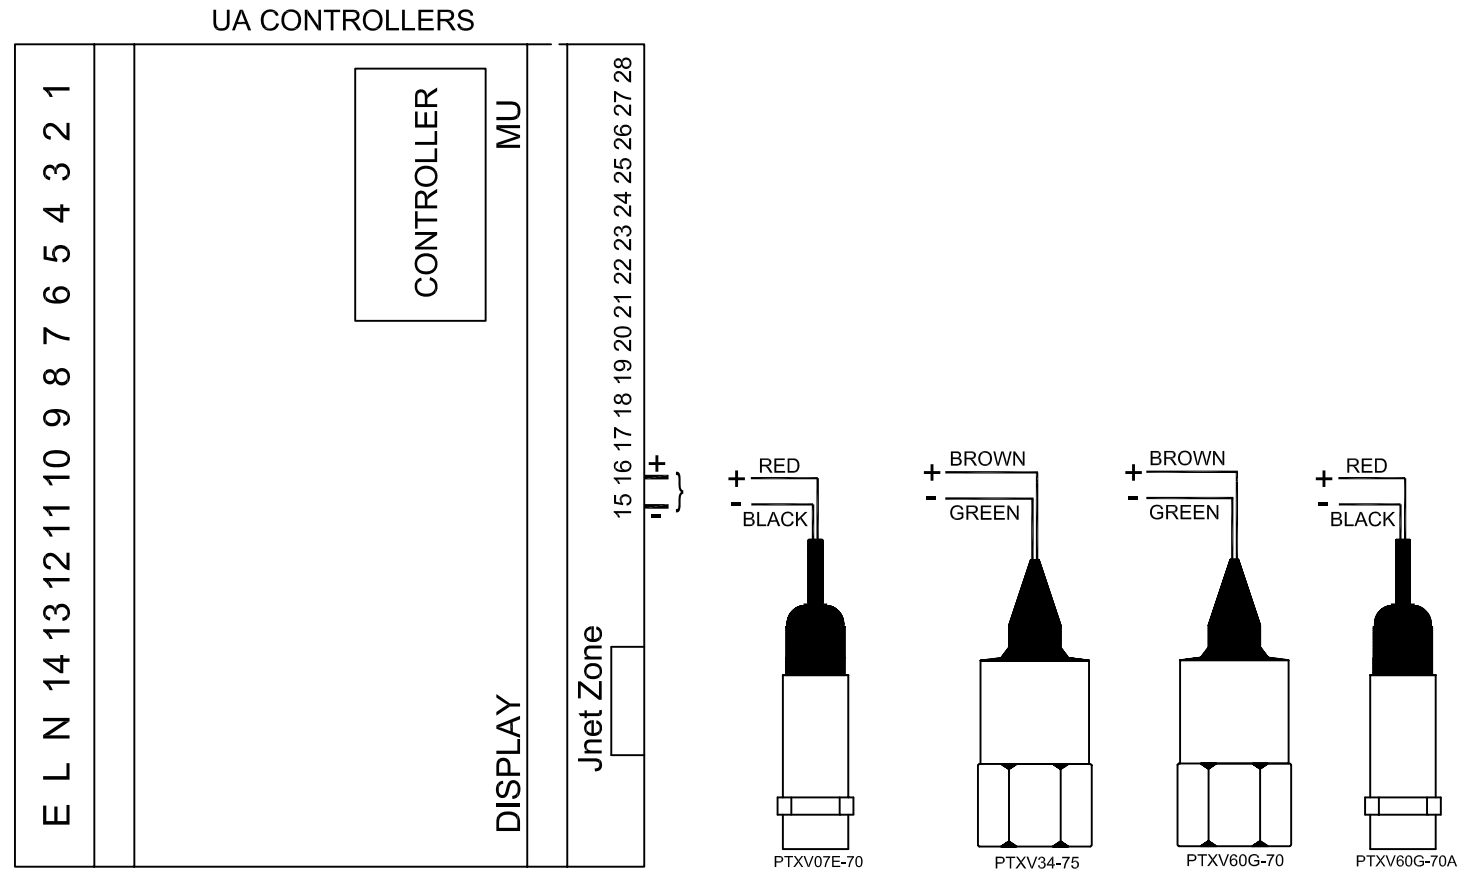 UA CONTROLLERS
1 2 3 4 5 6 7 8 9 10 11 12 13 14 N L E
CONTROLLER
MU
DISPLAY
28 27 26 25 24 23 22 21 20 19 18 17 16 15
+
-
Jnet Zone
+ RED
- BLACK
PTXV07E-70
+ BROWN
- GREEN
PTXV34-75
+ BROWN
- GREEN
PTXV60G-70
+ RED
- BLACK
PTXV60G-70A